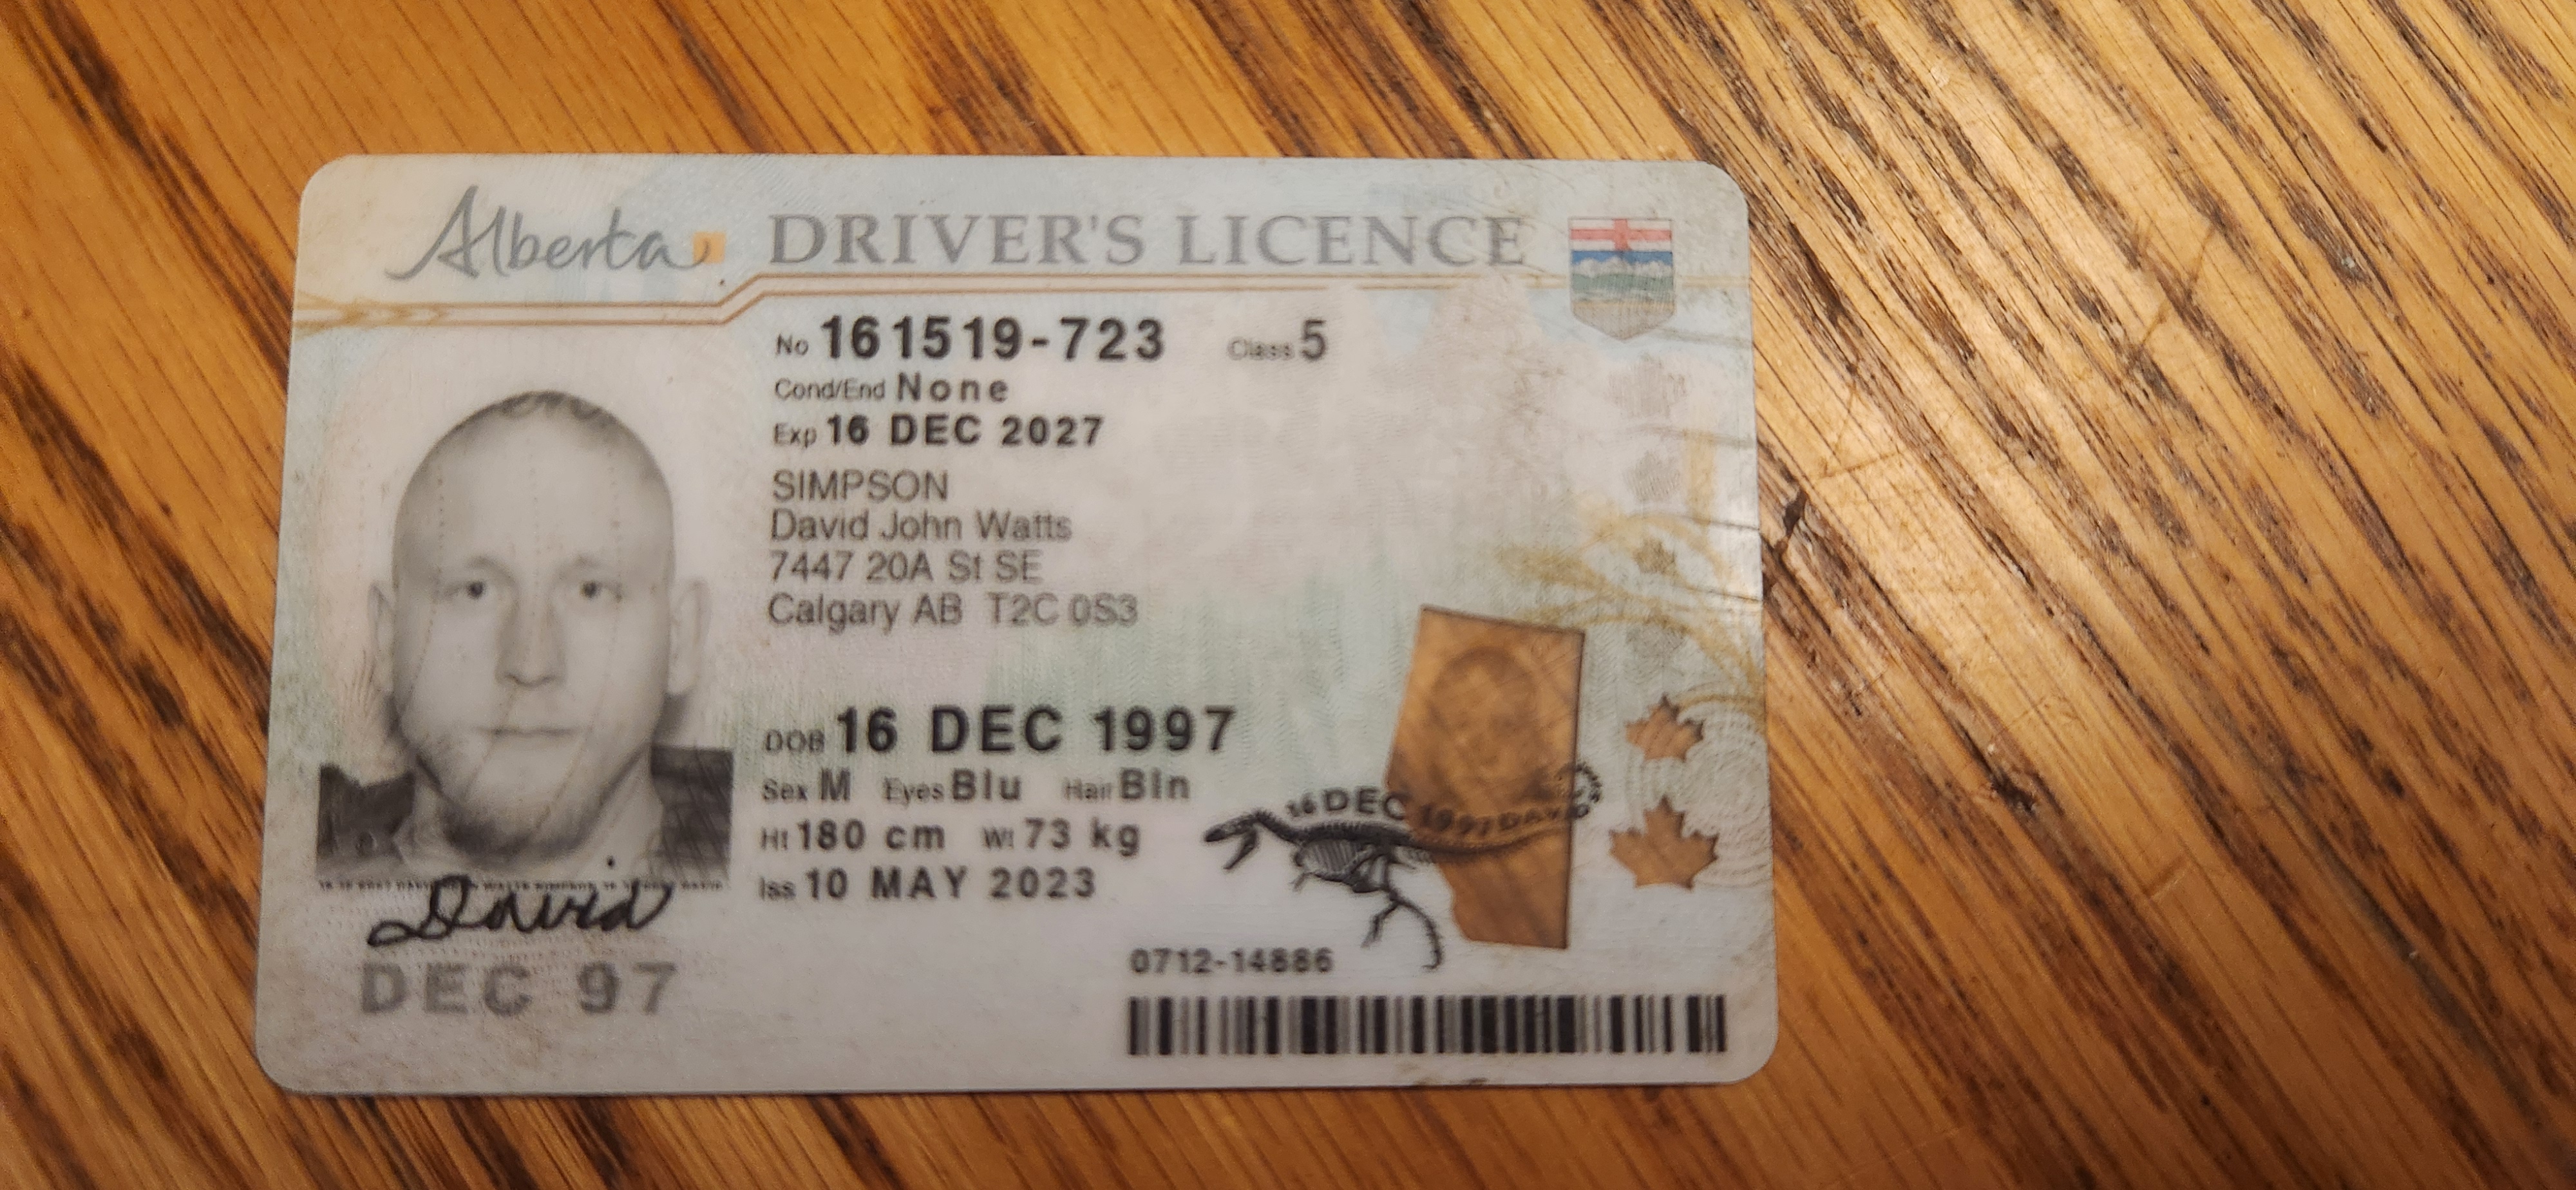 Alberta DRIVER'S LICENCE
No 161519-723 Class 5
Cond/End None
Exp 16 DEC 2027
SIMPSON
David John Watts
7447 20A St SE
Calgary AB T2C 0S3
DOB 16 DEC 1997
Sex M Eyes Blu Hair Bln
Ht 180 cm Wt 73 kg
Iss 10 MAY 2023
16 DEC 1997 DAVID
David
DEC 97
0712-14886